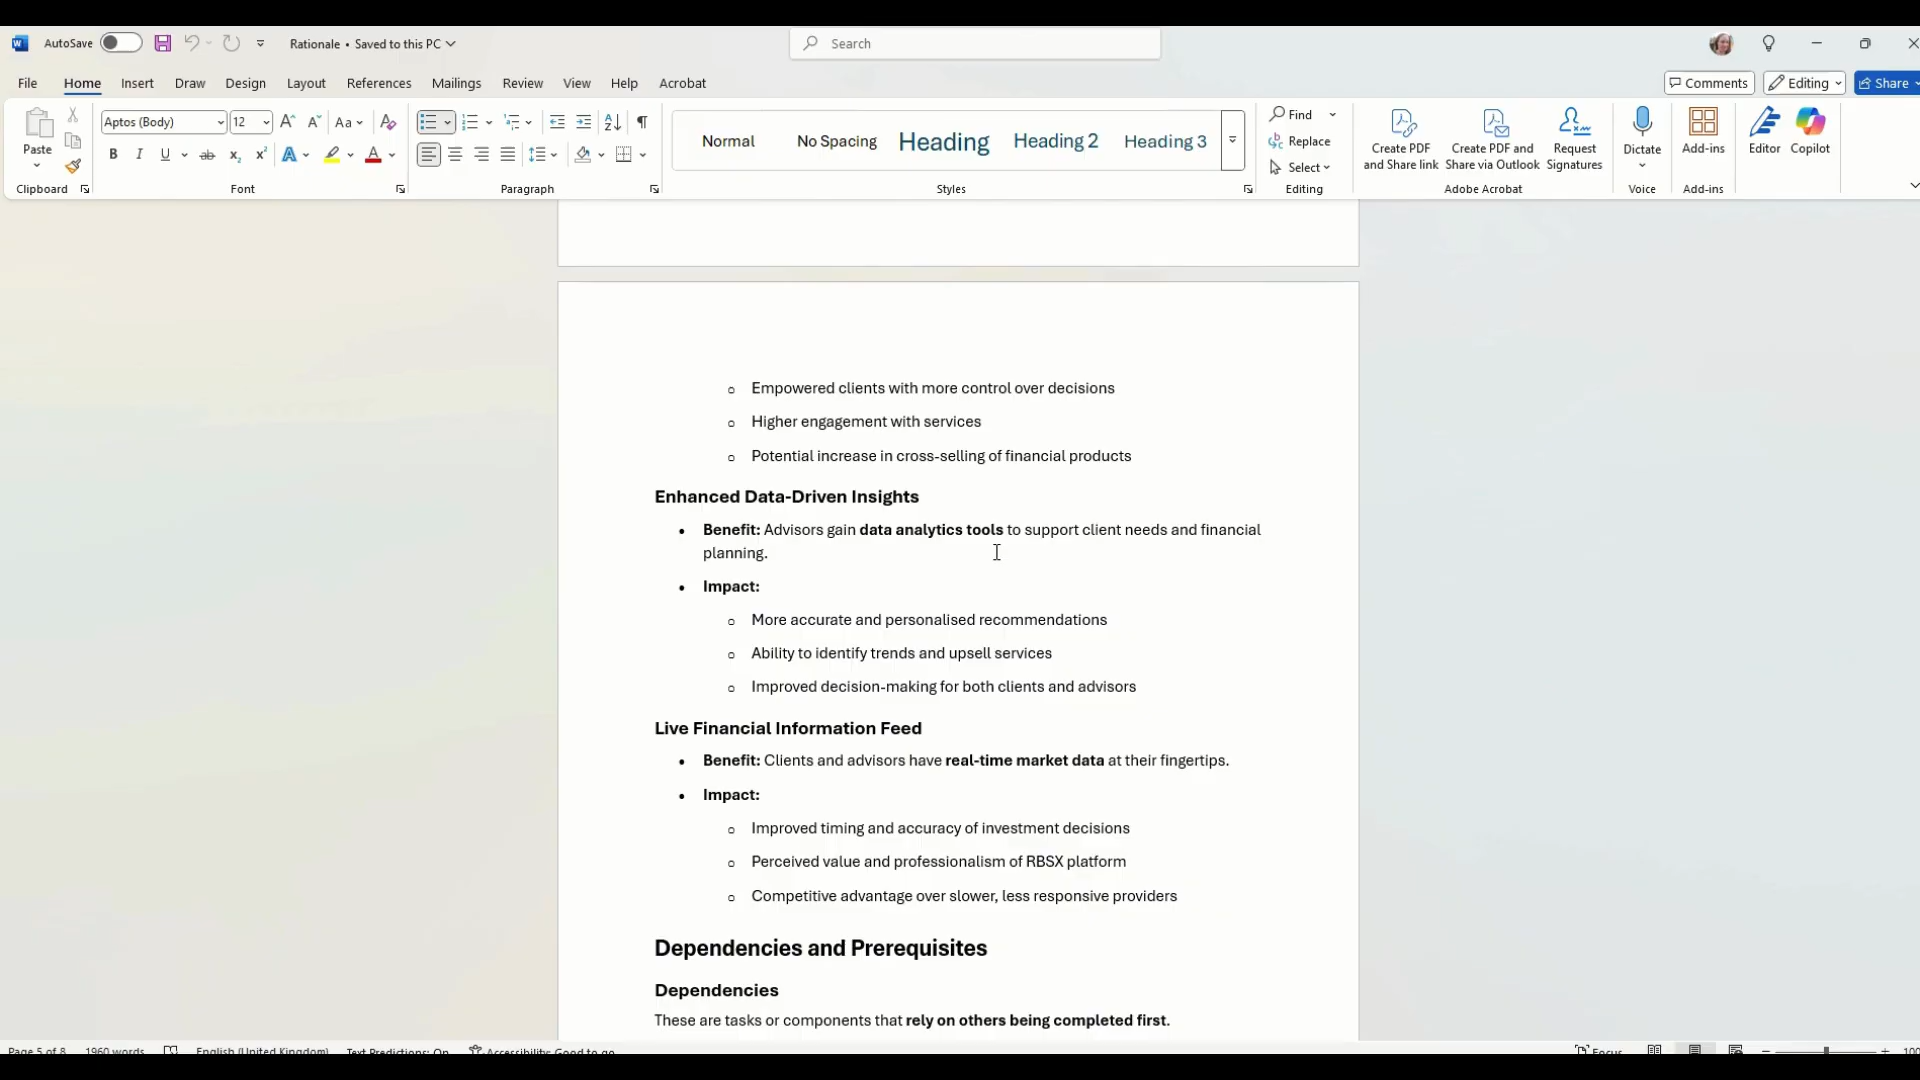 AutoSave Rationale • Saved to this PC Search
File Home Insert Draw Design Layout References Mailings Review View Help Acrobat Comments Editing Share
Paste Aptos (Body) 12 Aa Normal No Spacing Heading Heading 2 Heading 3 Find Replace Select Create PDF and Share link Create PDF and Share via Outlook Request Signatures Dictate Add-ins Editor Copilot
Clipboard Font Paragraph Styles Editing Adobe Acrobat Voice Add-ins
o Empowered clients with more control over decisions
o Higher engagement with services
o Potential increase in cross-selling of financial products
Enhanced Data-Driven Insights
• Benefit: Advisors gain data analytics tools to support client needs and financial
planning.
• Impact:
o More accurate and personalised recommendations
o Ability to identify trends and upsell services
o Improved decision-making for both clients and advisors
Live Financial Information Feed
• Benefit: Clients and advisors have real-time market data at their fingertips.
• Impact:
o Improved timing and accuracy of investment decisions
o Perceived value and professionalism of RBSX platform
o Competitive advantage over slower, less responsive providers
Dependencies and Prerequisites
Dependencies
These are tasks or components that rely on others being completed first.
Page 5 of 8 1960 words English (United Kingdom) Text Predictions: On Accessibility: Good to go Focus 100